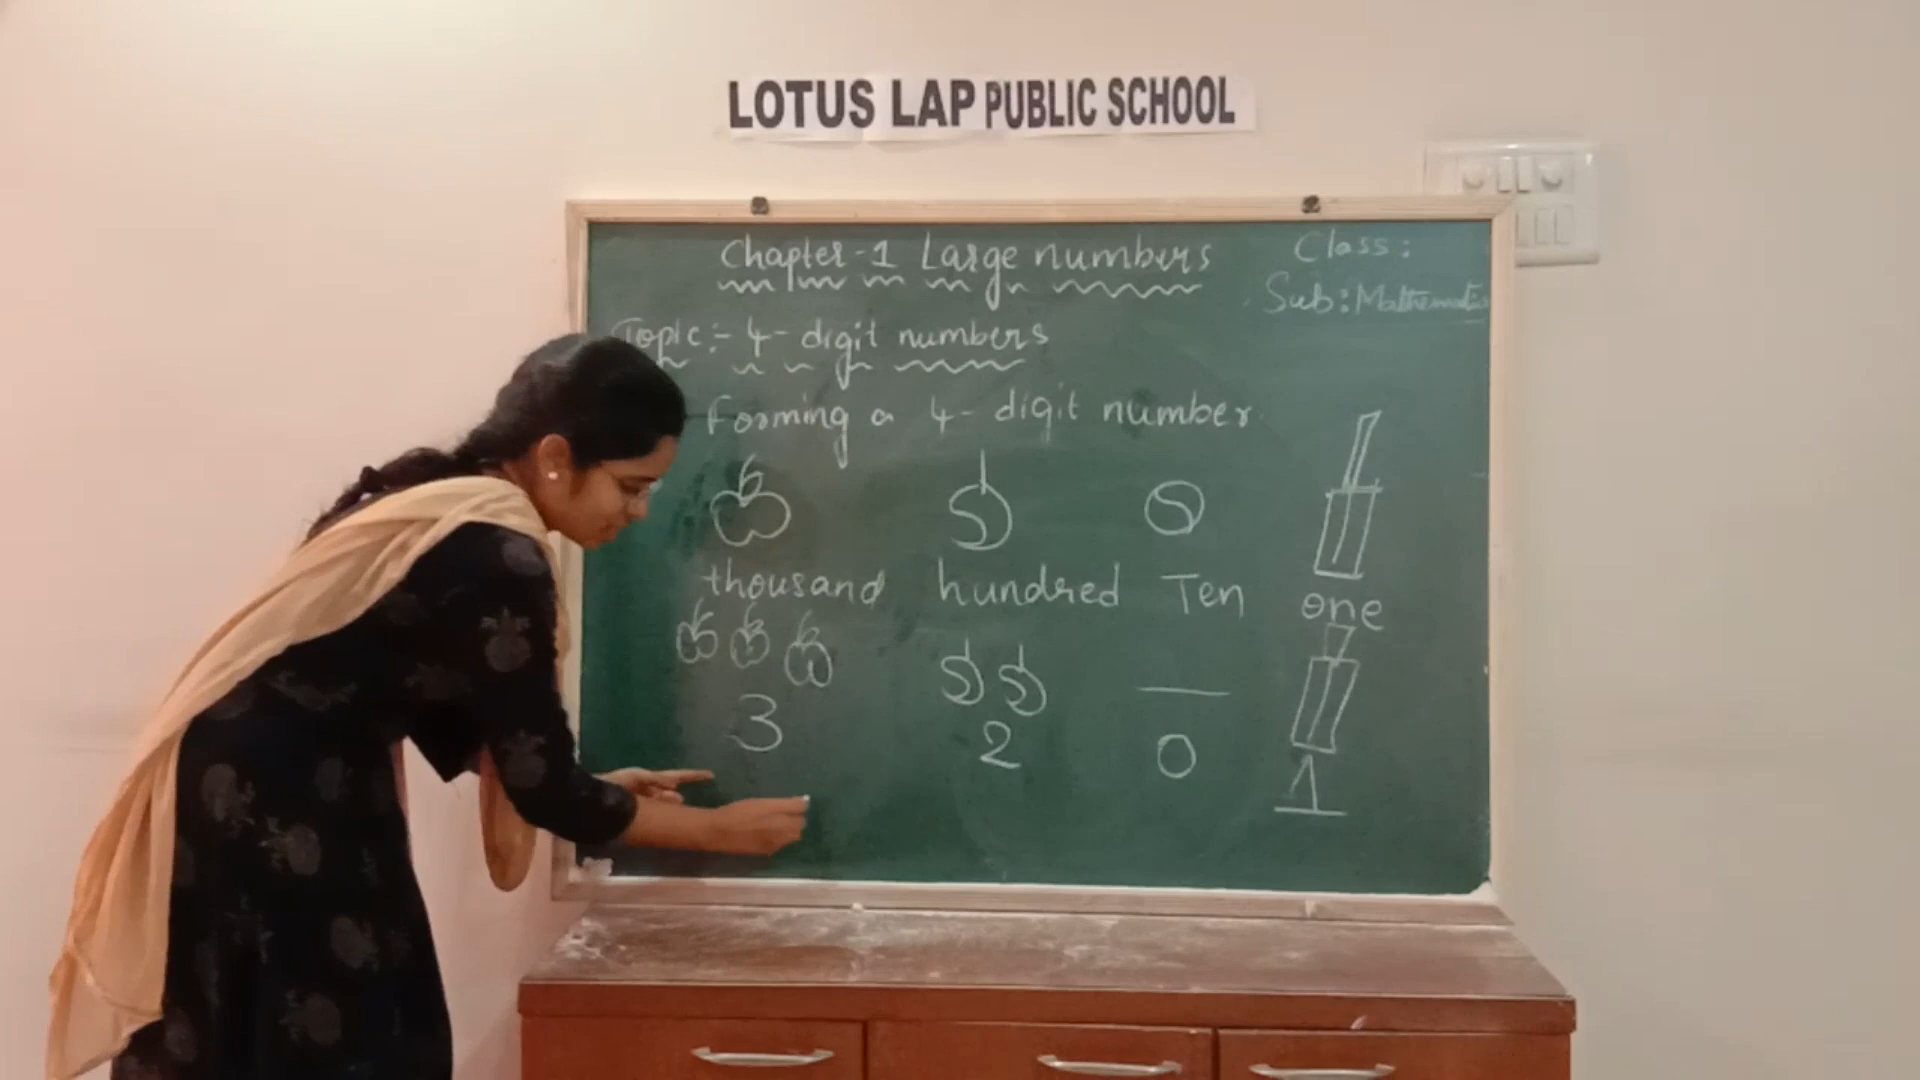 LOTUS LAP PUBLIC SCHOOL
Chapter-1 Large numbers
Class:
Sub: Mathematics
Topic:- 4-digit numbers
Forming a 4-digit number
thousand hundred Ten one
3 2 0 1